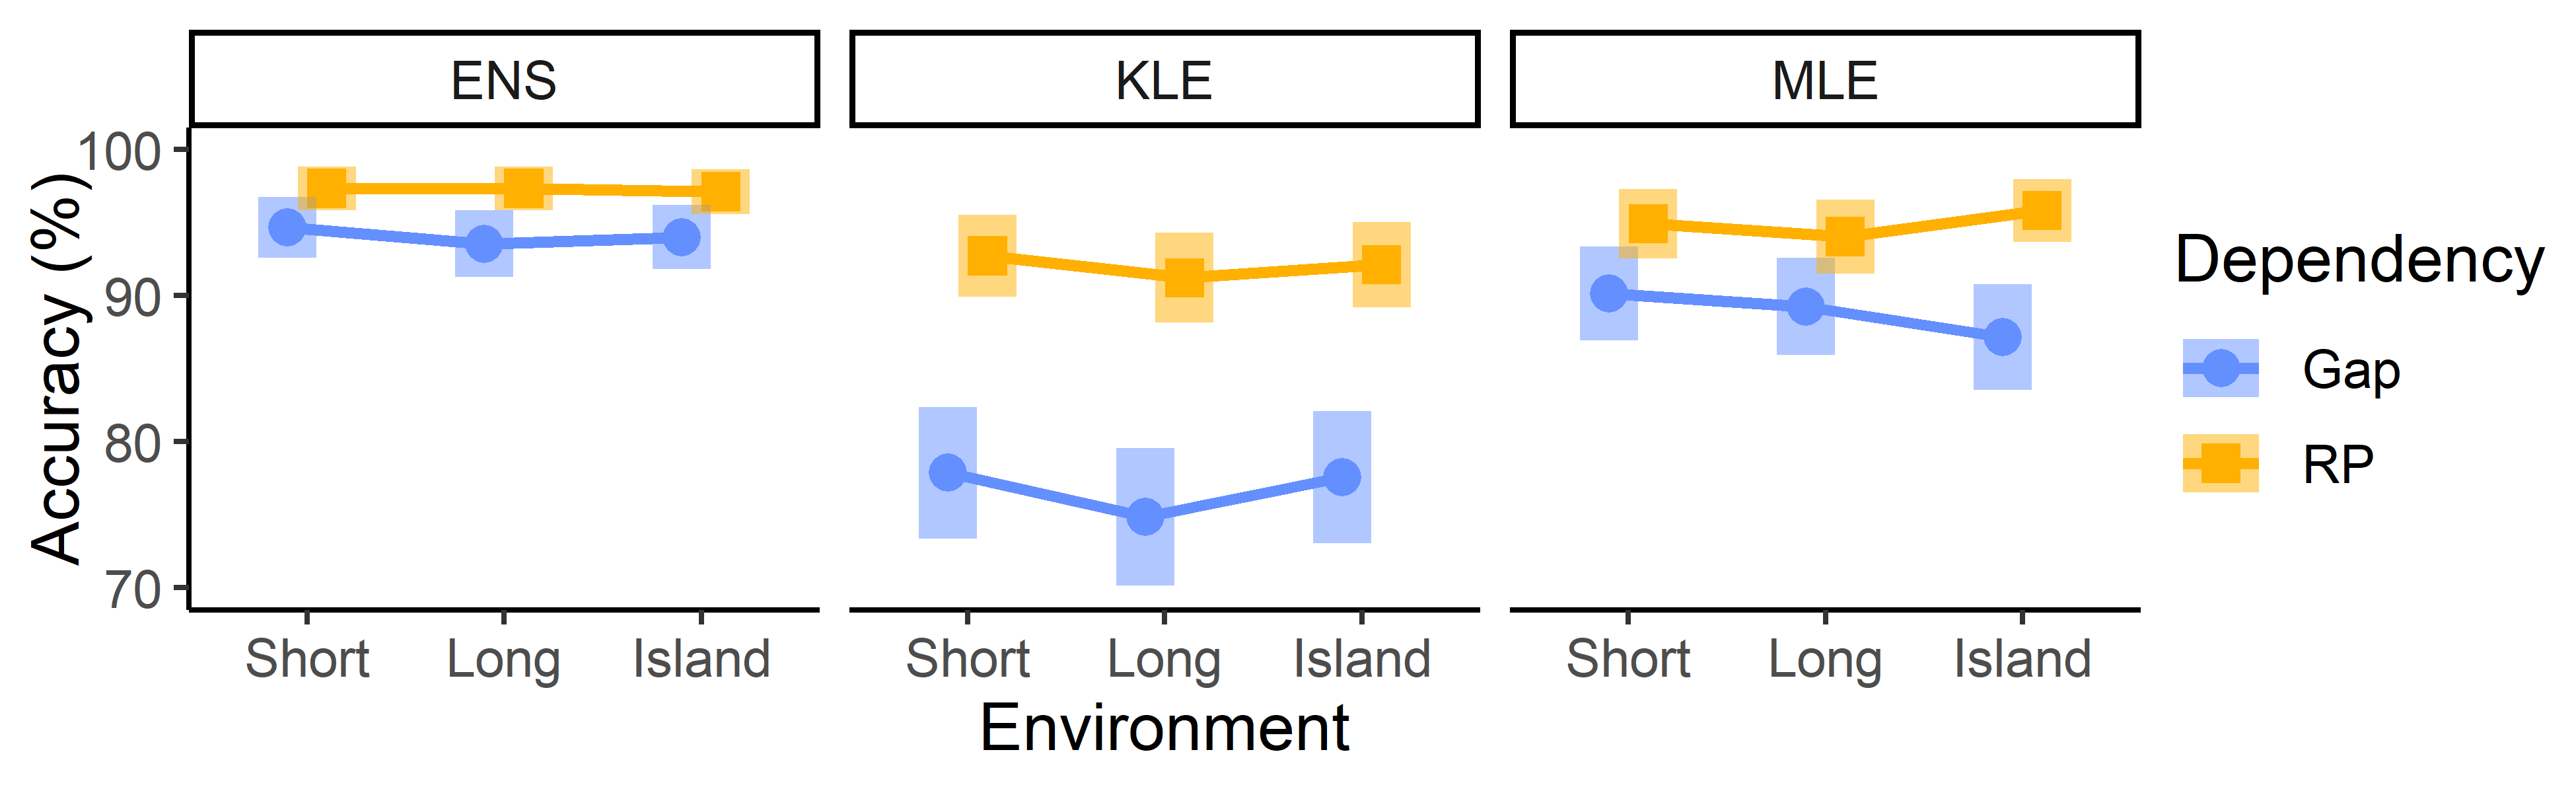 ENS
KLE
MLE
Accuracy (%)
100
90
80
70
Short Long Island
Short Long Island
Short Long Island
Environment
Dependency
Gap
RP